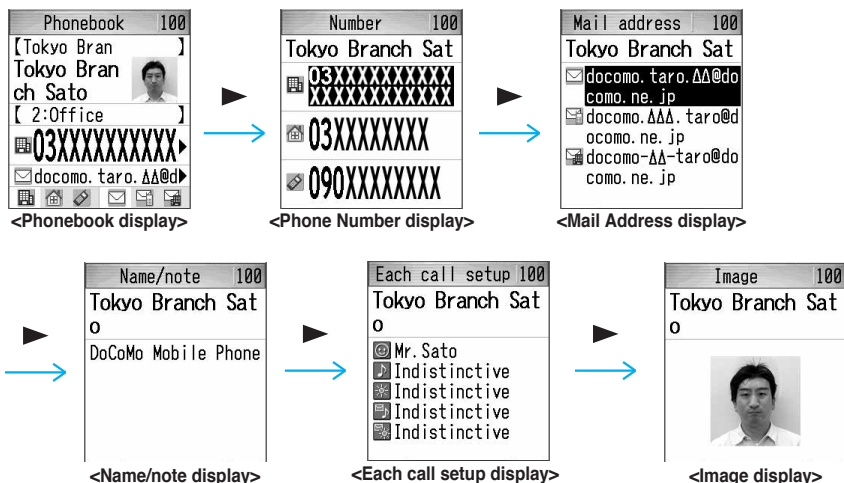 Phonebook 100
【Tokyo Bran 】
Tokyo Bran
ch Sato
【 2:Office 】
03XXXXXXXXXX
docomo.taro.ΔΔ@d
<Phonebook display>
Number 100
Tokyo Branch Sat
03XXXXXXXXXX
XXXXXXXXXXXX
03XXXXXXXX
090XXXXXXXX
<Phone Number display>
Mail address 100
Tokyo Branch Sat
docomo.taro.ΔΔ@do
como.ne.jp
docomo.ΔΔΔ.taro@d
ocomo.ne.jp
docomo-ΔΔ-taro@do
como.ne.jp
<Mail Address display>
Name/note 100
Tokyo Branch Sat
o
DoCoMo Mobile Phone
<Name/note display>
Each call setup 100
Tokyo Branch Sat
o
Mr.Sato
Indistinctive
Indistinctive
Indistinctive
Indistinctive
<Each call setup display>
Image 100
Tokyo Branch Sat
o
<Image display>